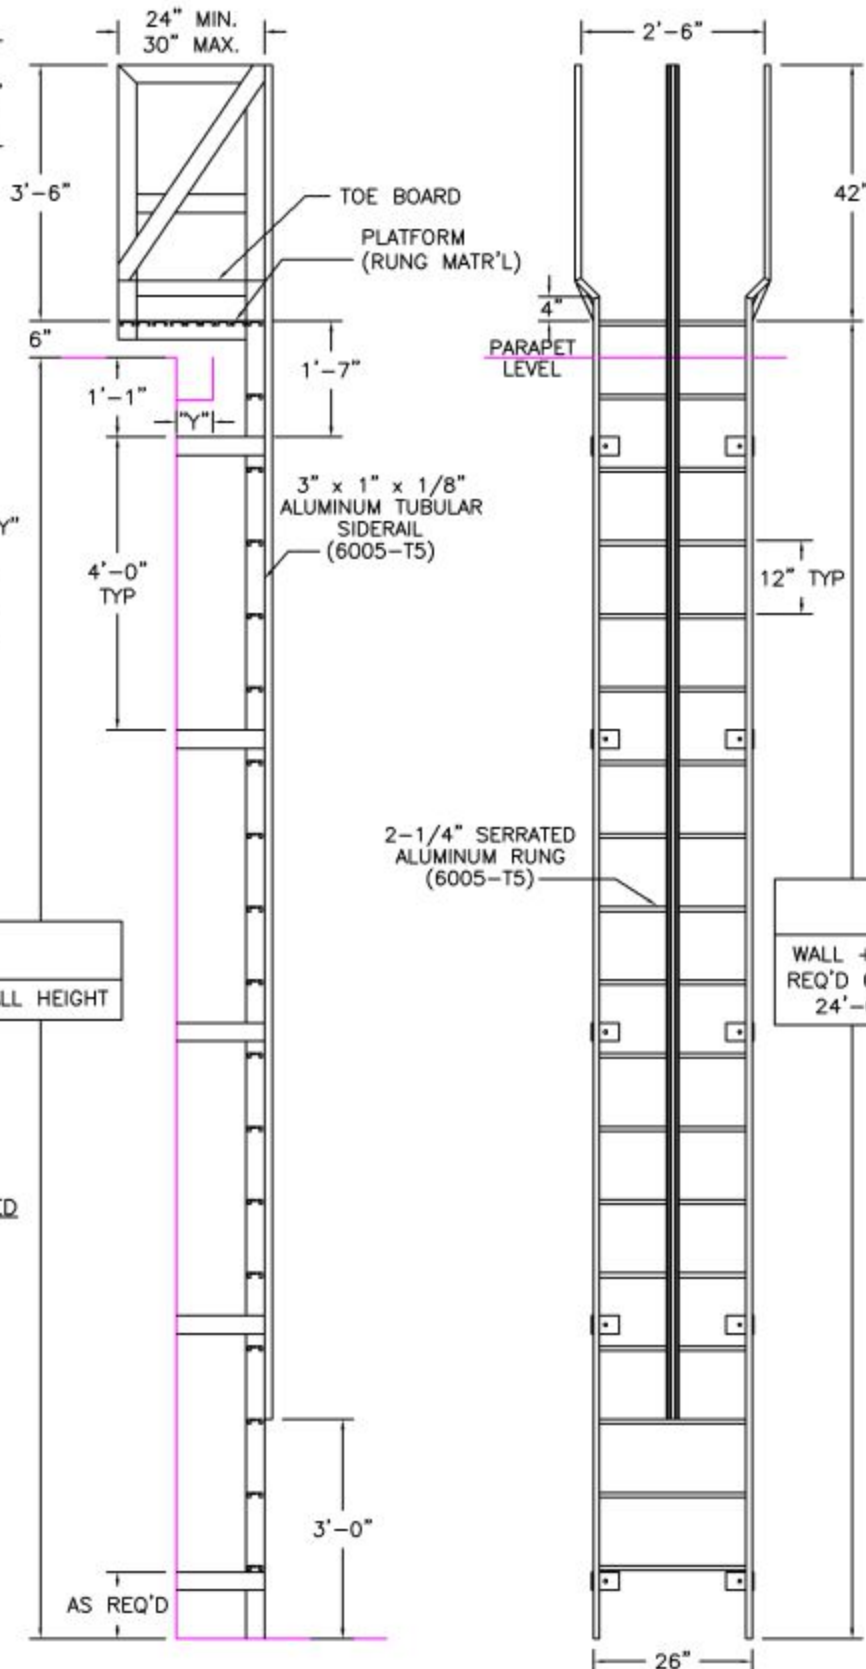 24" MIN.
30" MAX.
2'-6"
3'-6"
42"
TOE BOARD
PLATFORM
(RUNG MATR'L)
4"
6"
PARAPET
LEVEL
1'-7"
1'-1"
"Y"
3" x 1" x 1/8"
ALUMINUM TUBULAR
SIDERAIL
(6005-T5)
Y"
4'-0"
TYP
12" TYP
2-1/4" SERRATED
ALUMINUM RUNG
(6005-T5)
LL HEIGHT
WALL +
REQ'D
24'-
ED
3'-0"
AS REQ'D
26"